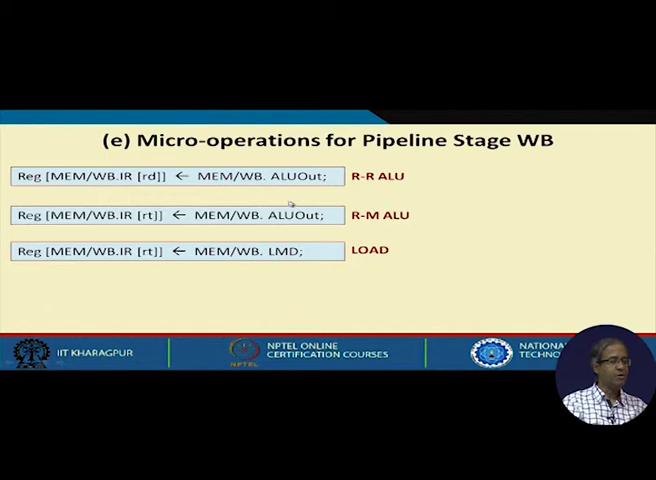 (e) Micro-operations for Pipeline Stage WB
Reg [MEM/WB.IR [rd]] ← MEM/WB. ALUOut; R-R ALU
Reg [MEM/WB.IR [rt]] ← MEM/WB. ALUOut; R-M ALU
Reg [MEM/WB.IR [rt]] ← MEM/WB. LMD; LOAD
IIT KHARAGPUR
NPTEL
NPTEL ONLINE
CERTIFICATION COURSES
NATIONAL